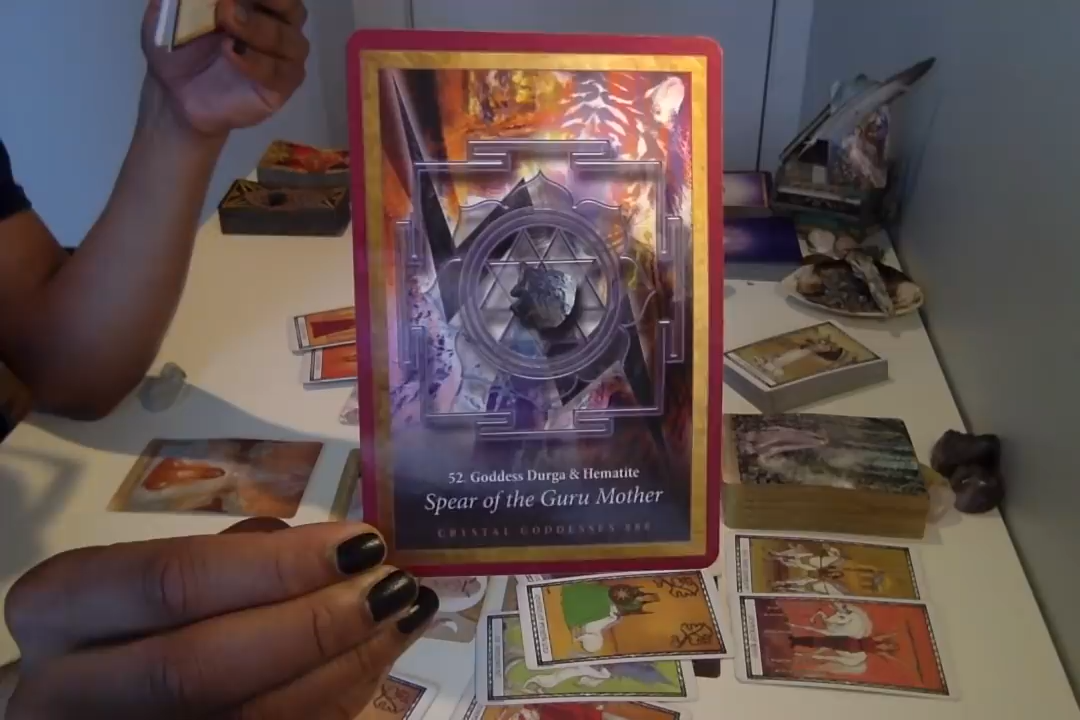 52. Goddess Durga & Hematite
Spear of the Guru Mother
CRYSTAL GODDESSES 888